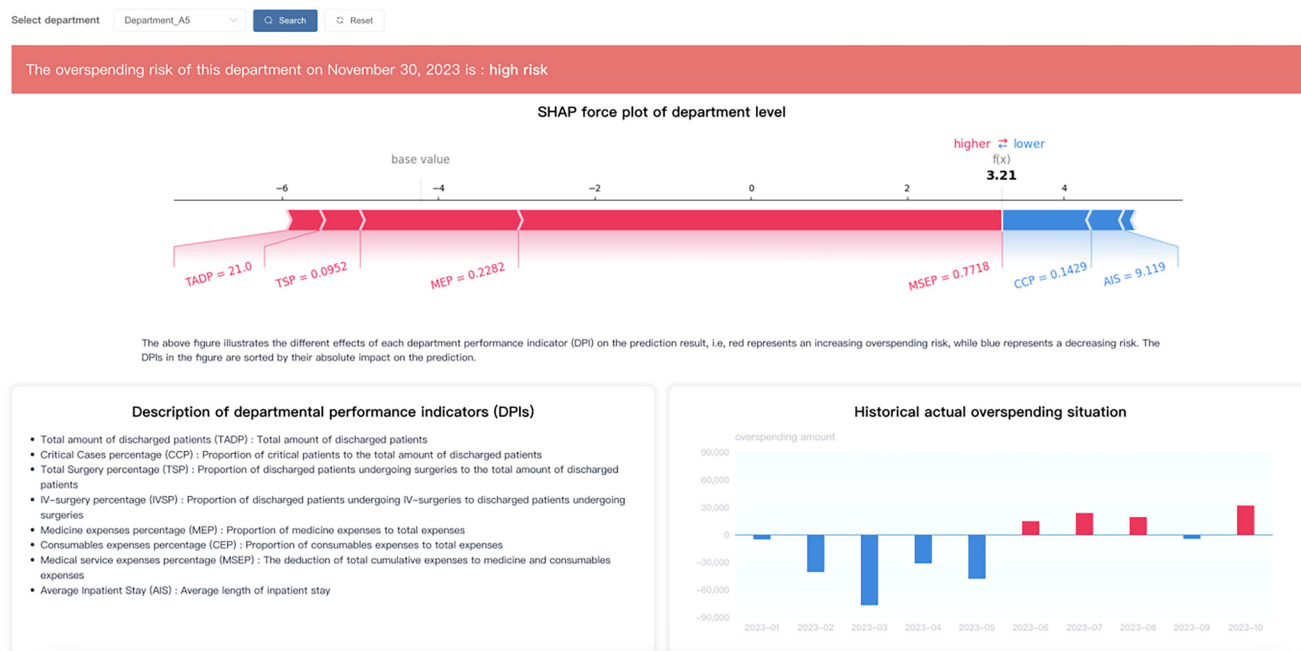 Select department Department_A5 Search Reset
The overspending risk of this department on November 30, 2023 is : high risk
SHAP force plot of department level
higher ⇄ lower
base value f(x)
3.21
−6 −4 −2 0 2 4
TADP = 21.0 TSP = 0.0952 MEP = 0.2282 MSEP = 0.7718 CCP = 0.1429 AIS = 9.119
The above figure illustrates the different effects of each department performance indicator (DPI) on the prediction result, i.e, red represents an increasing overspending risk, while blue represents a decreasing risk. The
DPIs in the figure are sorted by their absolute impact on the prediction.
Description of departmental performance indicators (DPIs)
• Total amount of discharged patients (TADP) : Total amount of discharged patients
• Critical Cases percentage (CCP) : Proportion of critical patients to the total amount of discharged patients
• Total Surgery percentage (TSP) : Proportion of discharged patients undergoing surgeries to the total amount of discharged
patients
• IV-surgery percentage (IVSP) : Proportion of discharged patients undergoing IV-surgeries to discharged patients undergoing
surgeries
• Medicine expenses percentage (MEP) : Proportion of medicine expenses to total expenses
• Consumables expenses percentage (CEP) : Proportion of consumables expenses to total expenses
• Medical service expenses percentage (MSEP) : The deduction of total cumulative expenses to medicine and consumables
expenses
• Average Inpatient Stay (AIS) : Average length of inpatient stay
Historical actual overspending situation
overspending amount
90,000
60,000
30,000
0
−30,000
−60,000
−90,000
2023-01 2023-02 2023-03 2023-04 2023-05 2023-06 2023-07 2023-08 2023-09 2023-10